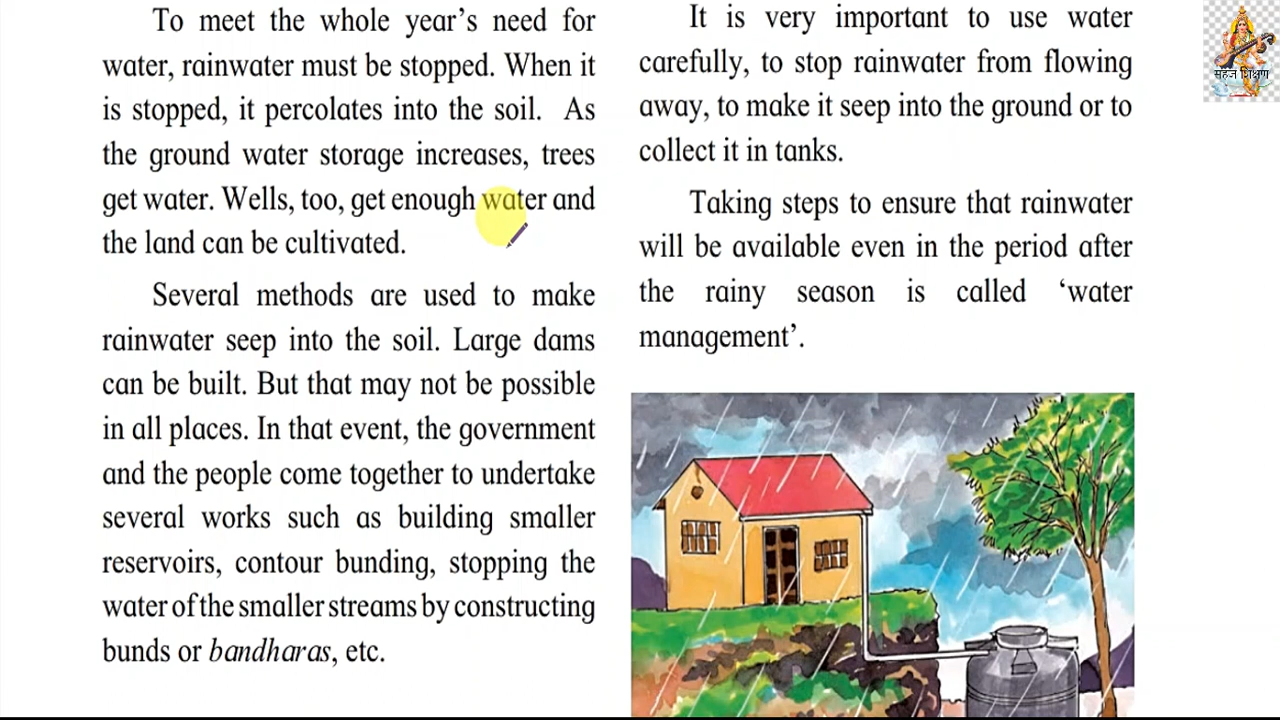 To meet the whole year’s need for
water, rainwater must be stopped. When it
is stopped, it percolates into the soil. As
the ground water storage increases, trees
get water. Wells, too, get enough water and
the land can be cultivated.
Several methods are used to make
rainwater seep into the soil. Large dams
can be built. But that may not be possible
in all places. In that event, the government
and the people come together to undertake
several works such as building smaller
reservoirs, contour bunding, stopping the
water of the smaller streams by constructing
bunds or bandharas, etc.
It is very important to use water
carefully, to stop rainwater from flowing
away, to make it seep into the ground or to
collect it in tanks.
Taking steps to ensure that rainwater
will be available even in the period after
the rainy season is called ‘water
management’.
सहज शिक्षण